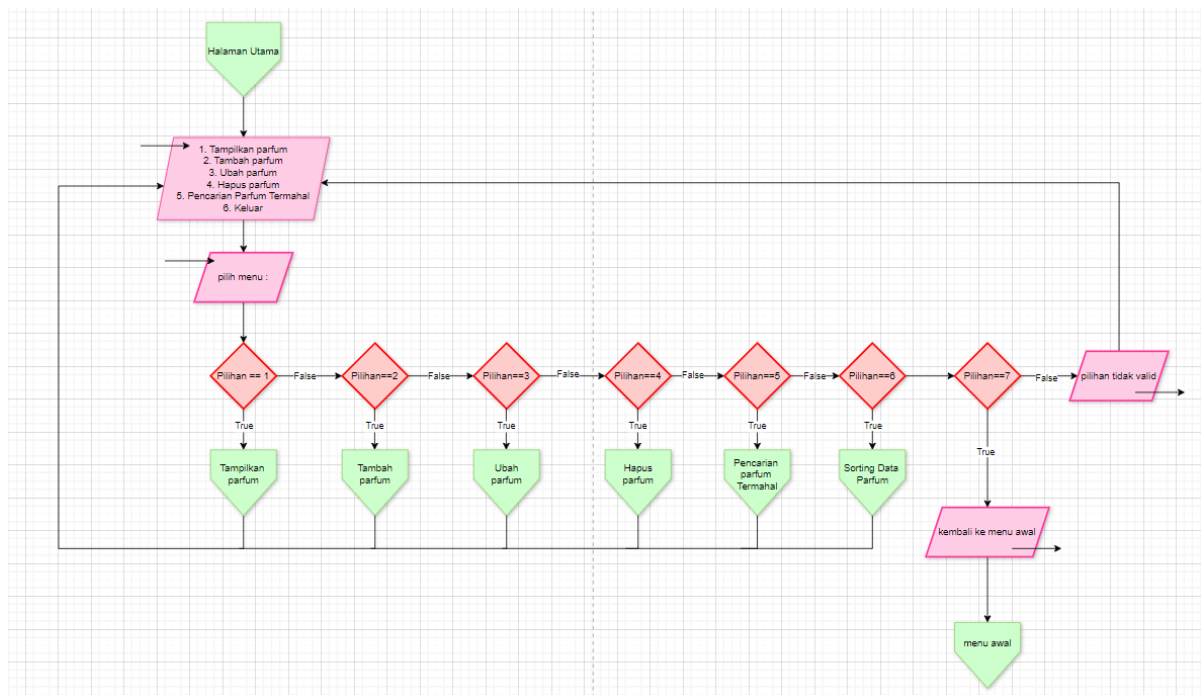 Halaman Utama
1. Tampilkan parfum
2. Tambah parfum
3. Ubah parfum
4. Hapus parfum
5. Pencarian Parfum Termahal
6. Keluar
pilih menu :
Pilihan == 1
False
Pilihan==2
False
Pilihan==3
False
Pilihan==4
False
Pilihan==5
False
Pilihan==6
Pilihan==7
False
pilihan tidak valid
True
True
True
True
True
True
True
Tampilkan
parfum
Tambah
parfum
Ubah
parfum
Hapus
parfum
Pencarian
parfum
Termahal
Sorting Data
Parfum
kembali ke menu awal
menu awal